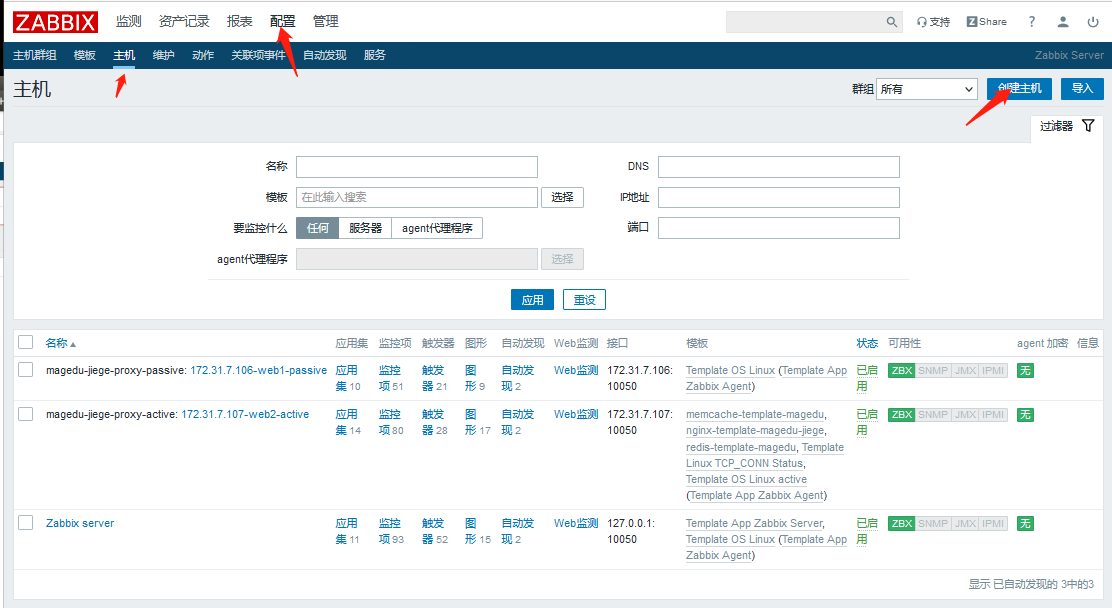 ZABBIX 监测 资产记录 报表 配置 管理 支持 Z Share ?
主机群组 模板 主机 维护 动作 关联项事件 自动发现 服务 Zabbix Server
主机 群组 所有 创建主机 导入
过滤器
名称 DNS
模板 在此输入搜索 选择 IP地址
要监控什么 任何 服务器 agent代理程序 端口
agent代理程序 选择
应用 重设
名称 应用集 监控项 触发器 图形 自动发现 Web监测 接口 模板 状态 可用性 agent 加密 信息
magedu-jiege-proxy-passive: 172.31.7.106-web1-passive 应用 监控 触发 图 自动发 Web监测 172.31.7.106: Template OS Linux (Template App 已启 ZBX SNMP JMX IPMI 无
集 10 项 51 器 21 形 9 现 2 10050 Zabbix Agent) 用
magedu-jiege-proxy-active: 172.31.7.107-web2-active 应用 监控 触发 图 自动发 Web监测 172.31.7.107: memcache-template-magedu, 已启 ZBX SNMP JMX IPMI 无
集 14 项 80 器 28 形 17 现 2 10050 nginx-template-magedu-jiege, 用
redis-template-magedu, Template
Linux TCP_CONN Status,
Template OS Linux active
(Template App Zabbix Agent)
Zabbix server 应用 监控 触发 图 自动发 Web监测 127.0.0.1: Template App Zabbix Server, 已启 ZBX SNMP JMX IPMI 无
集 11 项 93 器 52 形 15 现 2 10050 Template OS Linux (Template App 用
Zabbix Agent)
显示 已自动发现的 3中的3